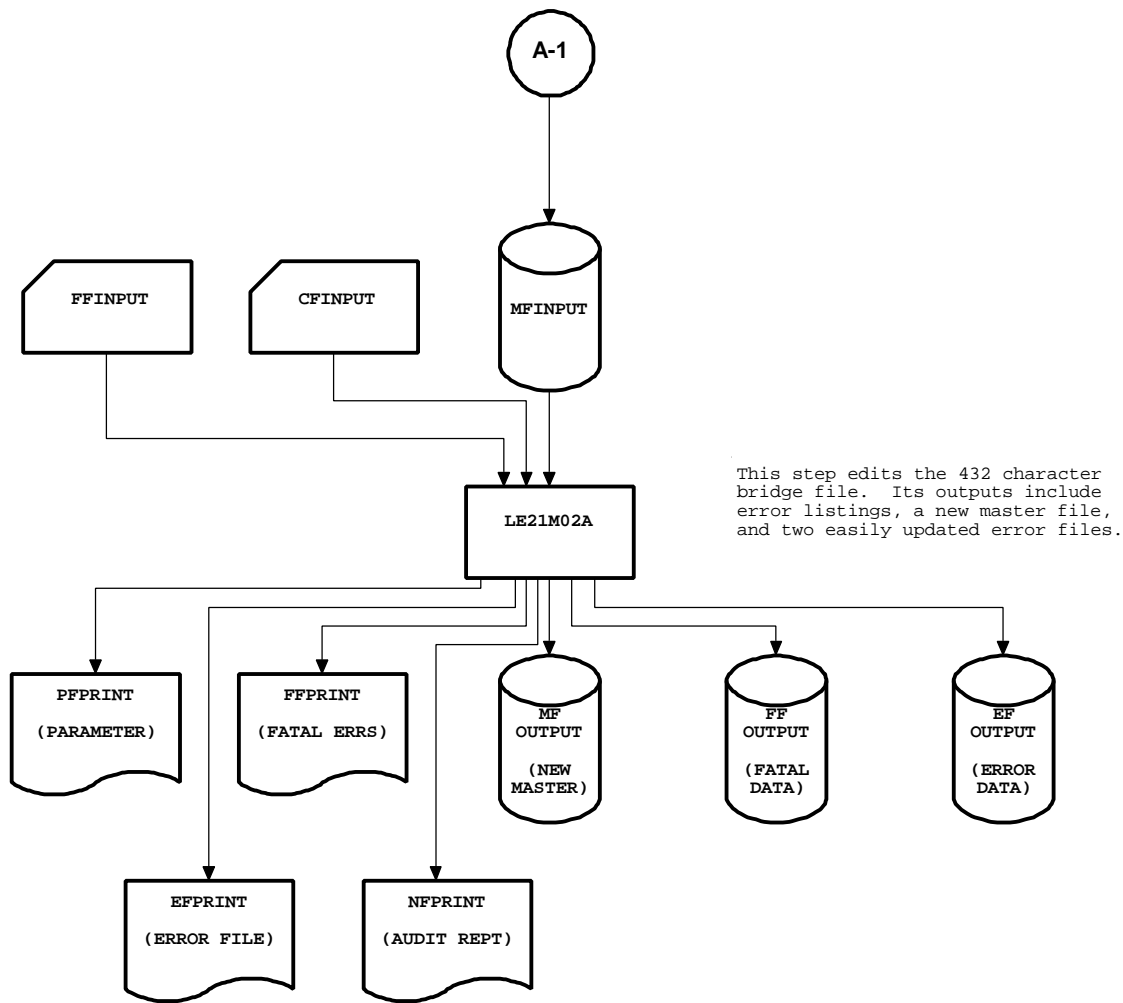 A-1
FFINPUT
CFINPUT
MFINPUT
LE21M02A
This step edits the 432 character
bridge file.  Its outputs include
error listings, a new master file,
and two easily updated error files.
PFPRINT
(PARAMETER)
FFPRINT
(FATAL ERRS)
MF
OUTPUT
(NEW
MASTER)
FF
OUTPUT
(FATAL
DATA)
EF
OUTPUT
(ERROR
DATA)
EFPRINT
(ERROR FILE)
NFPRINT
(AUDIT REPT)